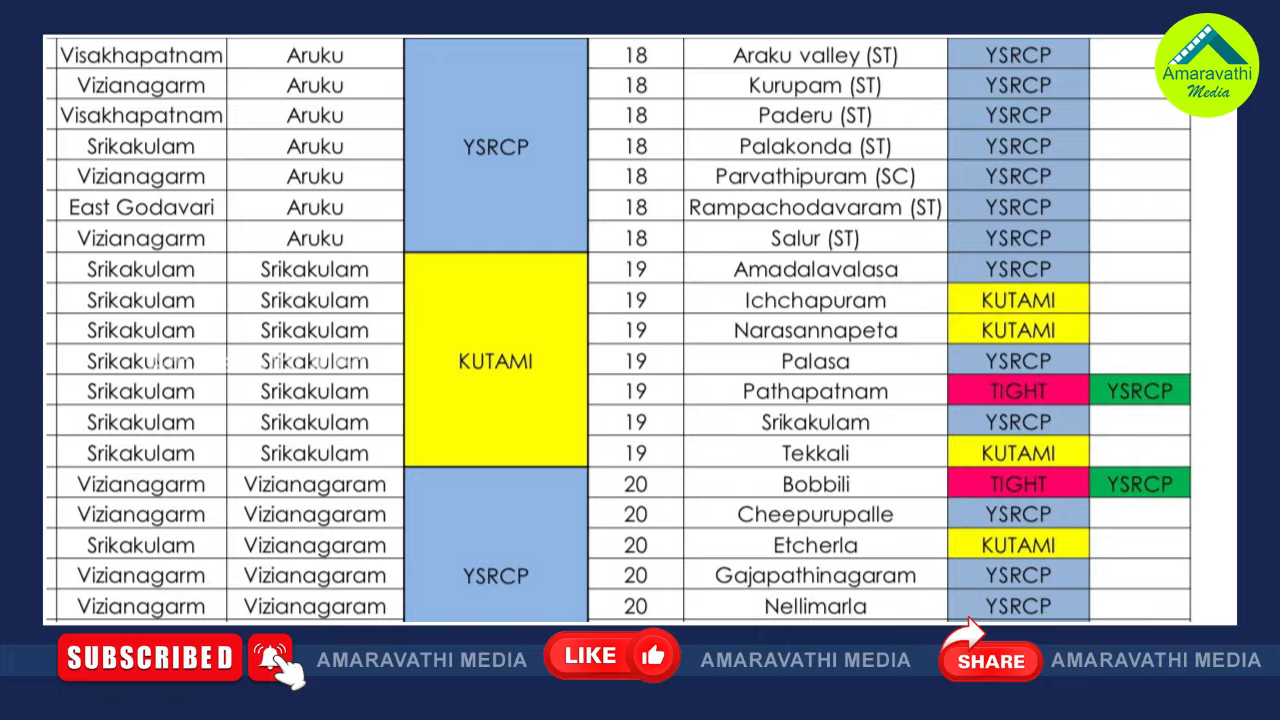 Visakhapatnam Aruku 18 Araku valley (ST) YSRCP
Vizianagarm Aruku 18 Kurupam (ST) YSRCP
Visakhapatnam Aruku 18 Paderu (ST) YSRCP
Srikakulam Aruku YSRCP 18 Palakonda (ST) YSRCP
Vizianagarm Aruku 18 Parvathipuram (SC) YSRCP
East Godavari Aruku 18 Rampachodavaram (ST) YSRCP
Vizianagarm Aruku 18 Salur (ST) YSRCP
Srikakulam Srikakulam 19 Amadalavalasa YSRCP
Srikakulam Srikakulam 19 Ichchapuram KUTAMI
Srikakulam Srikakulam 19 Narasannapeta KUTAMI
Srikakulam Srikakulam KUTAMI 19 Palasa YSRCP
Srikakulam Srikakulam 19 Pathapatnam TIGHT YSRCP
Srikakulam Srikakulam 19 Srikakulam YSRCP
Srikakulam Srikakulam 19 Tekkali KUTAMI
Vizianagarm Vizianagaram 20 Bobbili TIGHT YSRCP
Vizianagarm Vizianagaram 20 Cheepurupalle YSRCP
Srikakulam Vizianagaram 20 Etcherla KUTAMI
Vizianagarm Vizianagaram YSRCP 20 Gajapathinagaram YSRCP
Vizianagarm Vizianagaram 20 Nellimarla YSRCP
Amaravathi
Media
SUBSCRIBED AMARAVATHI MEDIA LIKE AMARAVATHI MEDIA SHARE AMARAVATHI MEDIA